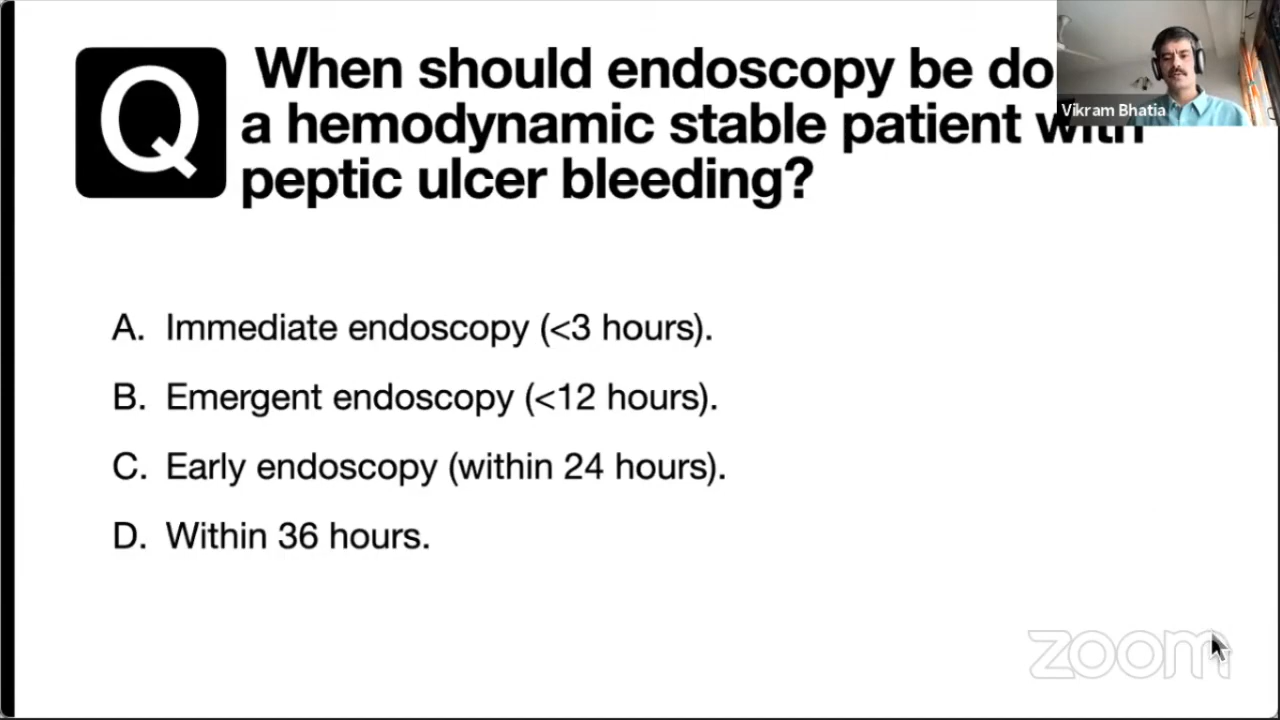 Q
When should endoscopy be do
a hemodynamic stable patient with
peptic ulcer bleeding?
Vikram Bhatia
A. Immediate endoscopy (<3 hours).
B. Emergent endoscopy (<12 hours).
C. Early endoscopy (within 24 hours).
D. Within 36 hours.
zoom